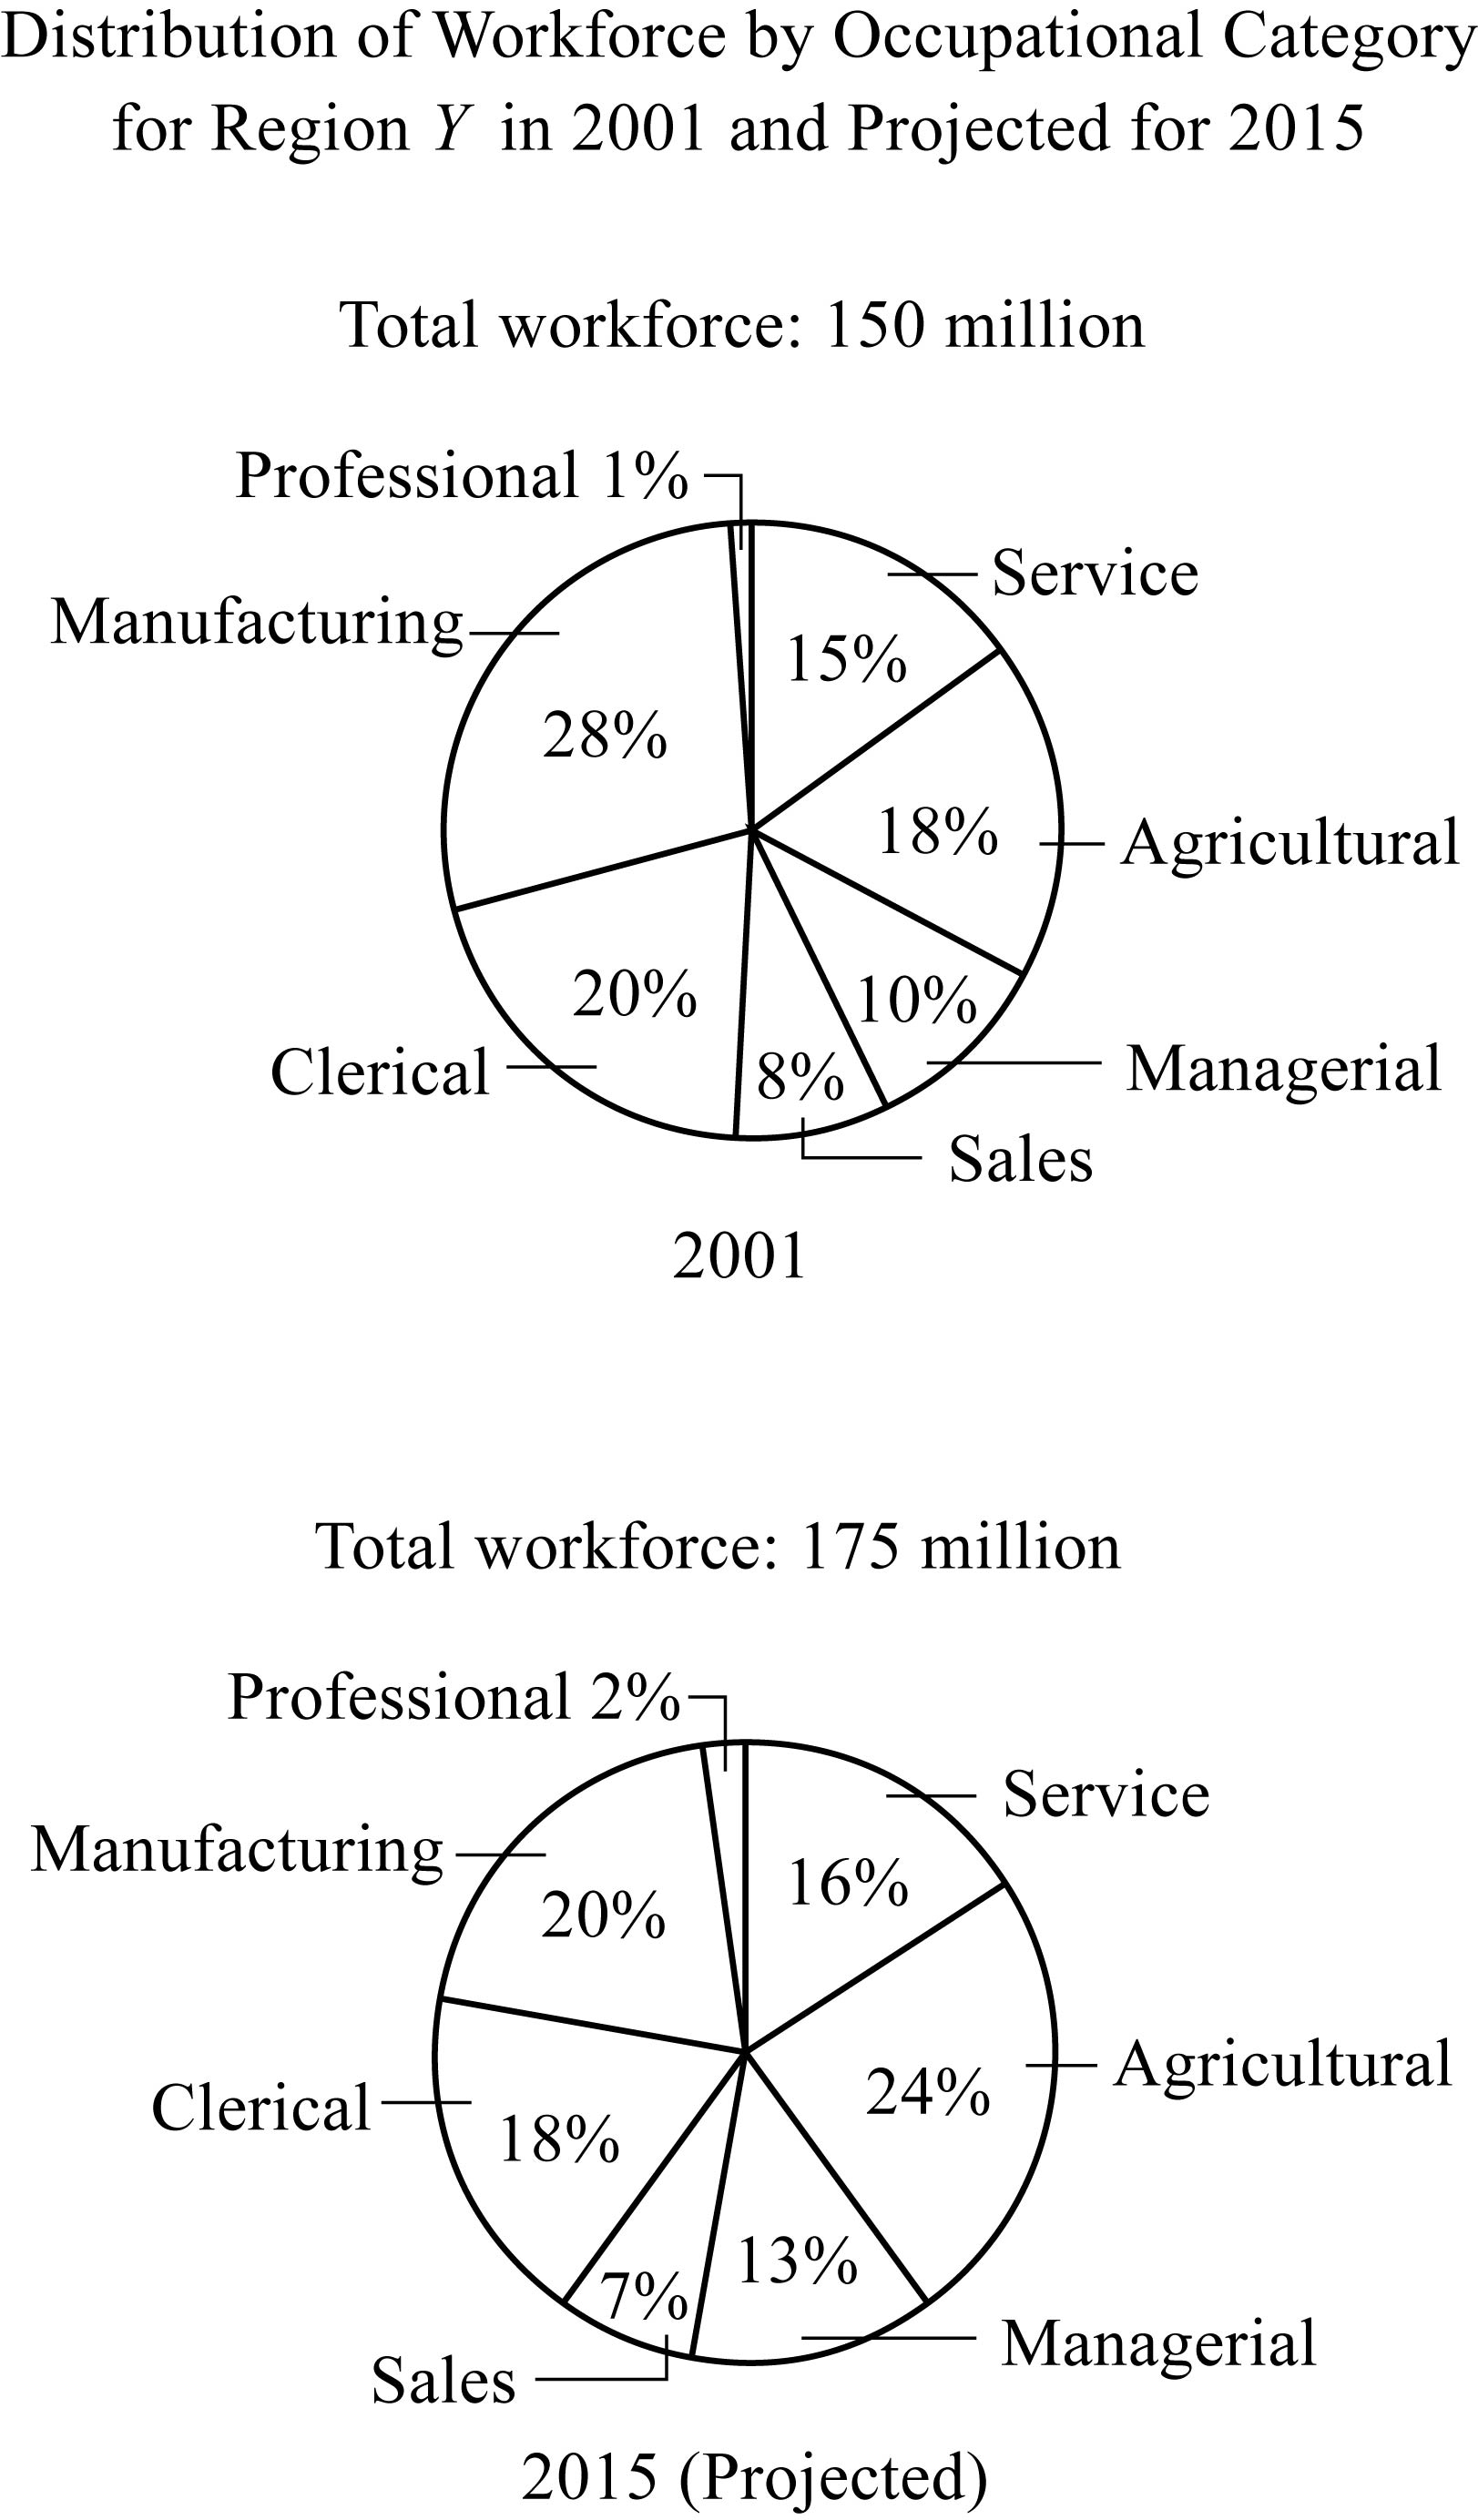 Distribution of Workforce by Occupational Category
for Region Y in 2001 and Projected for 2015
Total workforce: 150 million
Professional 1%
Service
Manufacturing
15%
28%
18%
Agricultural
20%
10%
Clerical
8%
Managerial
Sales
2001
Total workforce: 175 million
Professional 2%
Service
Manufacturing
16%
20%
24%
Agricultural
Clerical
18%
13%
7%
Managerial
Sales
2015 (Projected)